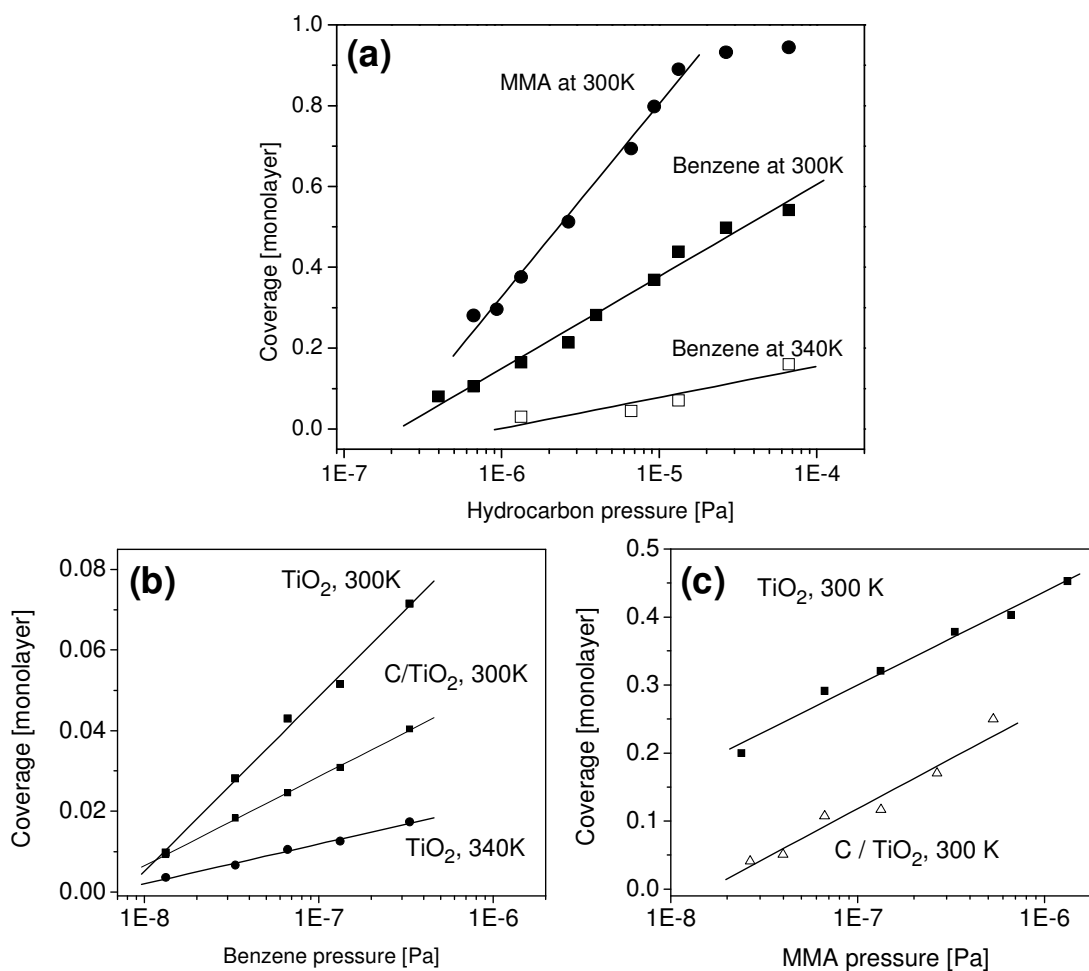 (a)
1.0
0.8
0.6
0.4
0.2
0.0
Coverage [monolayer]
MMA at 300K
Benzene at 300K
Benzene at 340K
1E-7
1E-6
1E-5
1E-4
Hydrocarbon pressure [Pa]
(b)
0.08
0.06
0.04
0.02
0.00
Coverage [monolayer]
TiO2, 300K
C/TiO2, 300K
TiO2, 340K
1E-8
1E-7
1E-6
Benzene pressure [Pa]
(c)
0.5
0.4
0.3
0.2
0.1
0.0
Coverage [monolayer]
TiO2, 300 K
C / TiO2, 300 K
1E-8
1E-7
1E-6
MMA pressure [Pa]